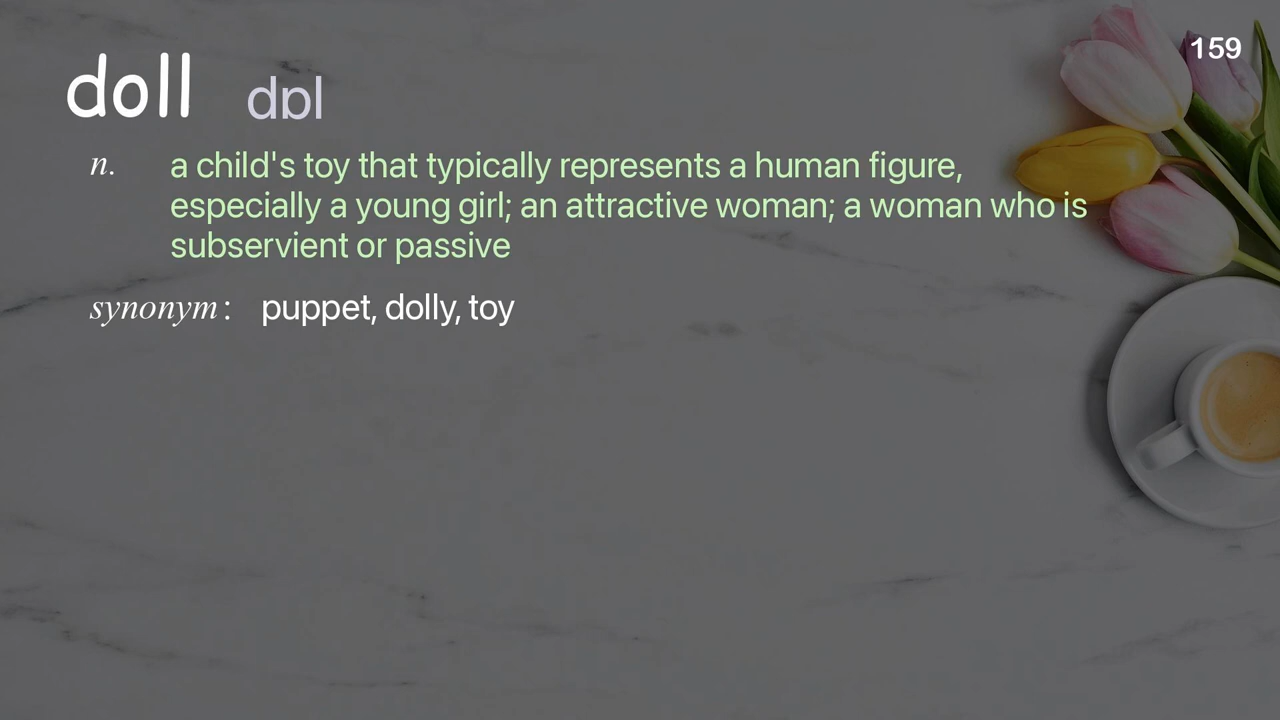 159
doll dɒl
n. a child's toy that typically represents a human figure,
especially a young girl; an attractive woman; a woman who is
subservient or passive
synonym: puppet, dolly, toy